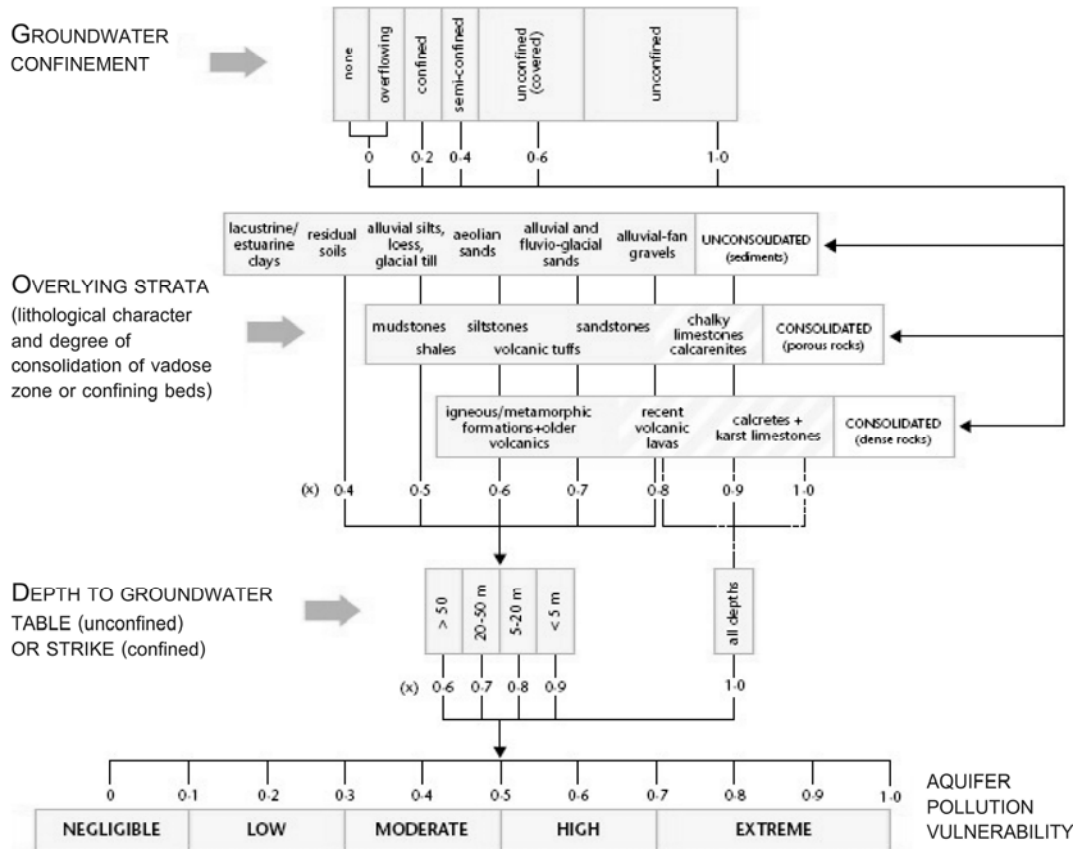 GROUNDWATER
CONFINEMENT
none
overflowing
confined
semi-confined
unconfined
(covered)
unconfined
0 0·2 0·4 0·6 1·0
lacustrine/
estuarine
clays
residual
soils
alluvial silts,
loess,
glacial till
aeolian
sands
alluvial and
fluvio-glacial
sands
alluvial-fan
gravels
UNCONSOLIDATED
(sediments)
OVERLYING STRATA
(lithological character
and degree of
consolidation of vadose
zone or confining beds)
mudstones
shales
siltstones
volcanic tuffs
sandstones
chalky
limestones
calcarenites
CONSOLIDATED
(porous rocks)
igneous/metamorphic
formations+older
volcanics
recent
volcanic
lavas
calcretes +
karst limestones
CONSOLIDATED
(dense rocks)
(x) 0·4 0·5 0·6 0·7 0·8 0·9 1·0
DEPTH TO GROUNDWATER
TABLE (unconfined)
OR STRIKE (confined)
> 50
20-50 m
5-20 m
< 5 m
all depths
(x) 0·6 0·7 0·8 0·9 1·0
0 0·1 0·2 0·3 0·4 0·5 0·6 0·7 0·8 0·9 1·0
NEGLIGIBLE LOW MODERATE HIGH EXTREME
AQUIFER
POLLUTION
VULNERABILITY